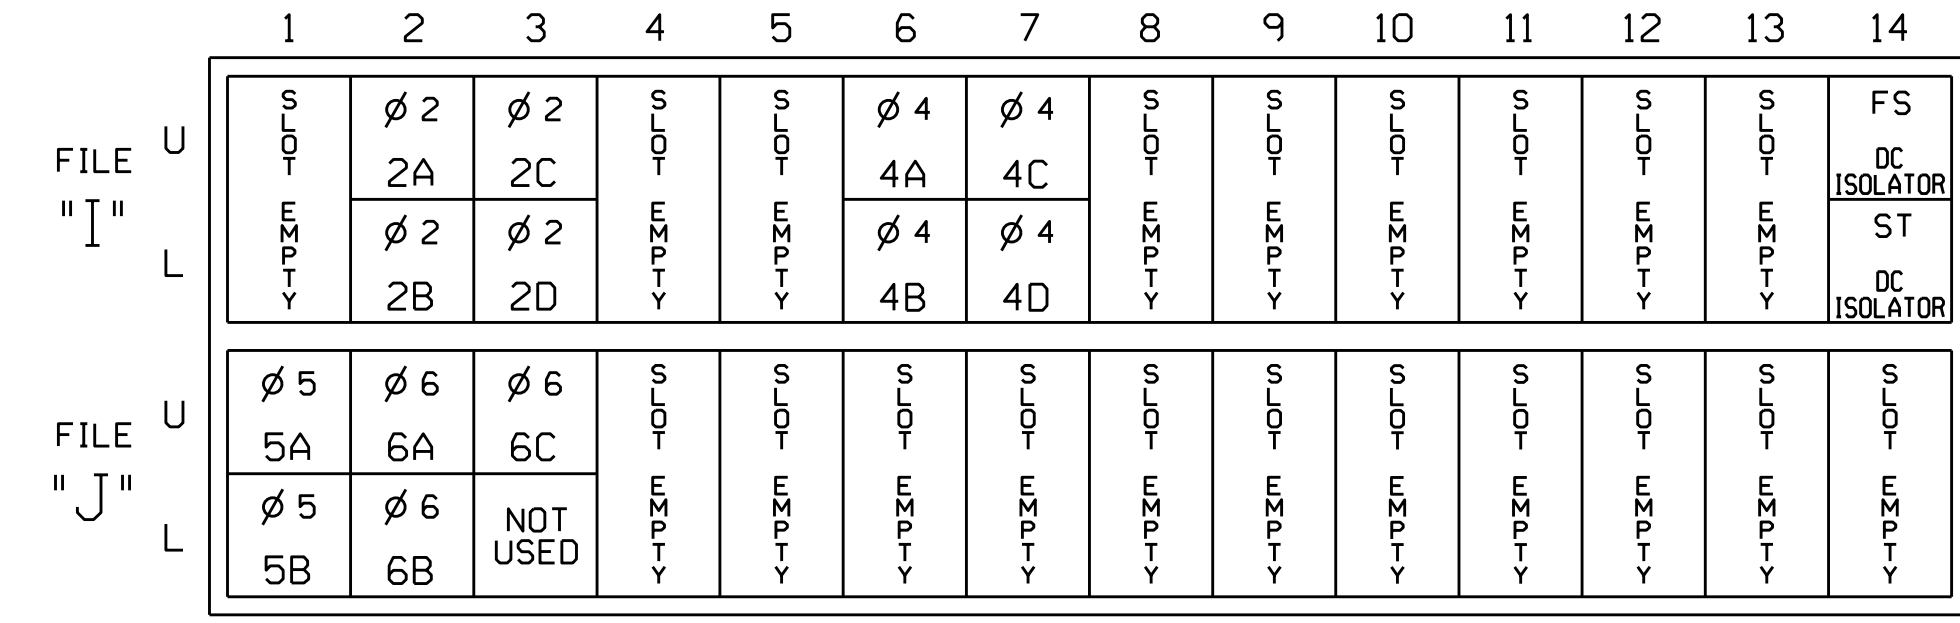 1 2 3 4 5 6 7 8 9 10 11 12 13 14
FILE "I"
U
SLOT EMPTY
ø 2 2A
ø 2 2C
SLOT EMPTY
SLOT EMPTY
ø 4 4A
ø 4 4C
SLOT EMPTY
SLOT EMPTY
SLOT EMPTY
SLOT EMPTY
SLOT EMPTY
SLOT EMPTY
FS
DC
ISOLATOR
L
ø 2 2B
ø 2 2D
ø 4 4B
ø 4 4D
ST
DC
ISOLATOR
FILE "J"
U
ø 5 5A
ø 6 6A
ø 6 6C
SLOT EMPTY
SLOT EMPTY
SLOT EMPTY
SLOT EMPTY
SLOT EMPTY
SLOT EMPTY
SLOT EMPTY
SLOT EMPTY
SLOT EMPTY
SLOT EMPTY
SLOT EMPTY
L
ø 5 5B
ø 6 6B
NOT
USED